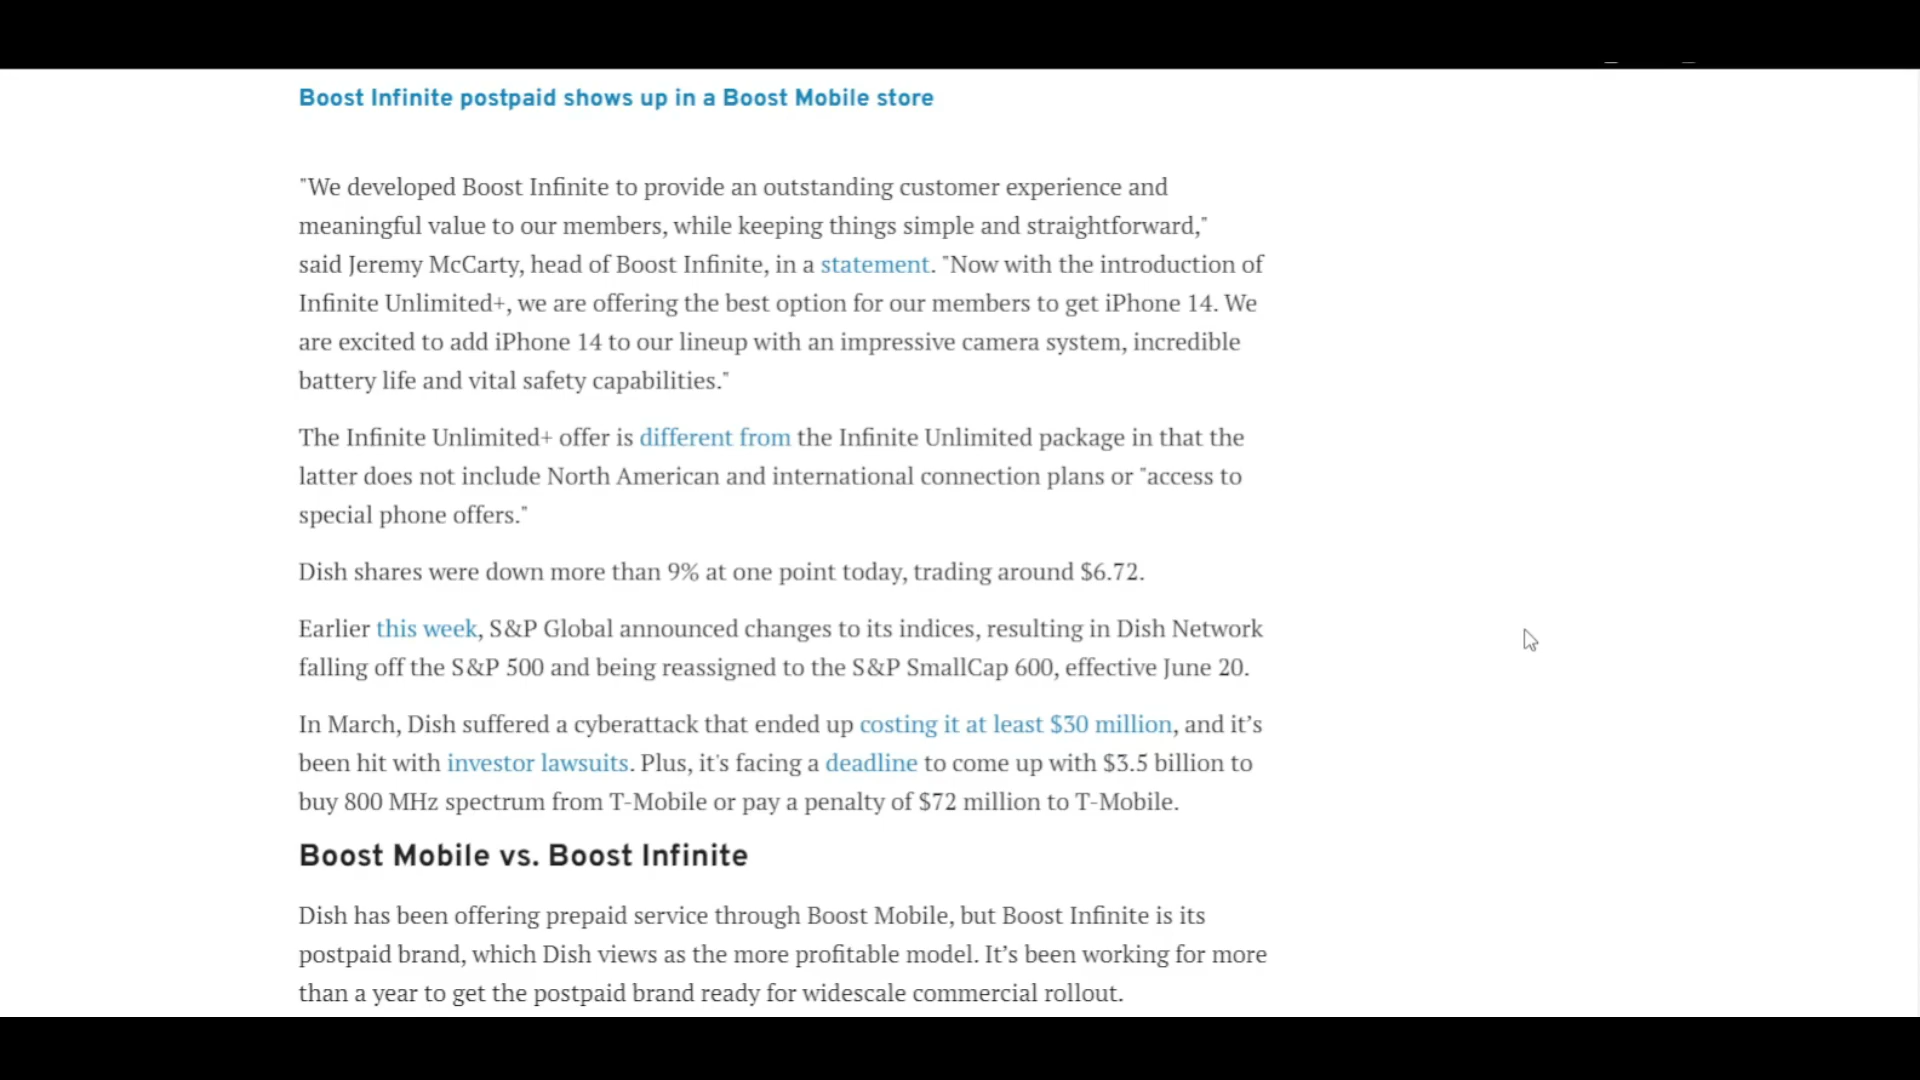 Boost Infinite postpaid shows up in a Boost Mobile store
"We developed Boost Infinite to provide an outstanding customer experience and
meaningful value to our members, while keeping things simple and straightforward,"
said Jeremy McCarty, head of Boost Infinite, in a statement. "Now with the introduction of
Infinite Unlimited+, we are offering the best option for our members to get iPhone 14. We
are excited to add iPhone 14 to our lineup with an impressive camera system, incredible
battery life and vital safety capabilities."
The Infinite Unlimited+ offer is different from the Infinite Unlimited package in that the
latter does not include North American and international connection plans or "access to
special phone offers."
Dish shares were down more than 9% at one point today, trading around $6.72.
Earlier this week, S&P Global announced changes to its indices, resulting in Dish Network
falling off the S&P 500 and being reassigned to the S&P SmallCap 600, effective June 20.
In March, Dish suffered a cyberattack that ended up costing it at least $30 million, and it’s
been hit with investor lawsuits. Plus, it's facing a deadline to come up with $3.5 billion to
buy 800 MHz spectrum from T-Mobile or pay a penalty of $72 million to T-Mobile.
Boost Mobile vs. Boost Infinite
Dish has been offering prepaid service through Boost Mobile, but Boost Infinite is its
postpaid brand, which Dish views as the more profitable model. It’s been working for more
than a year to get the postpaid brand ready for widescale commercial rollout.